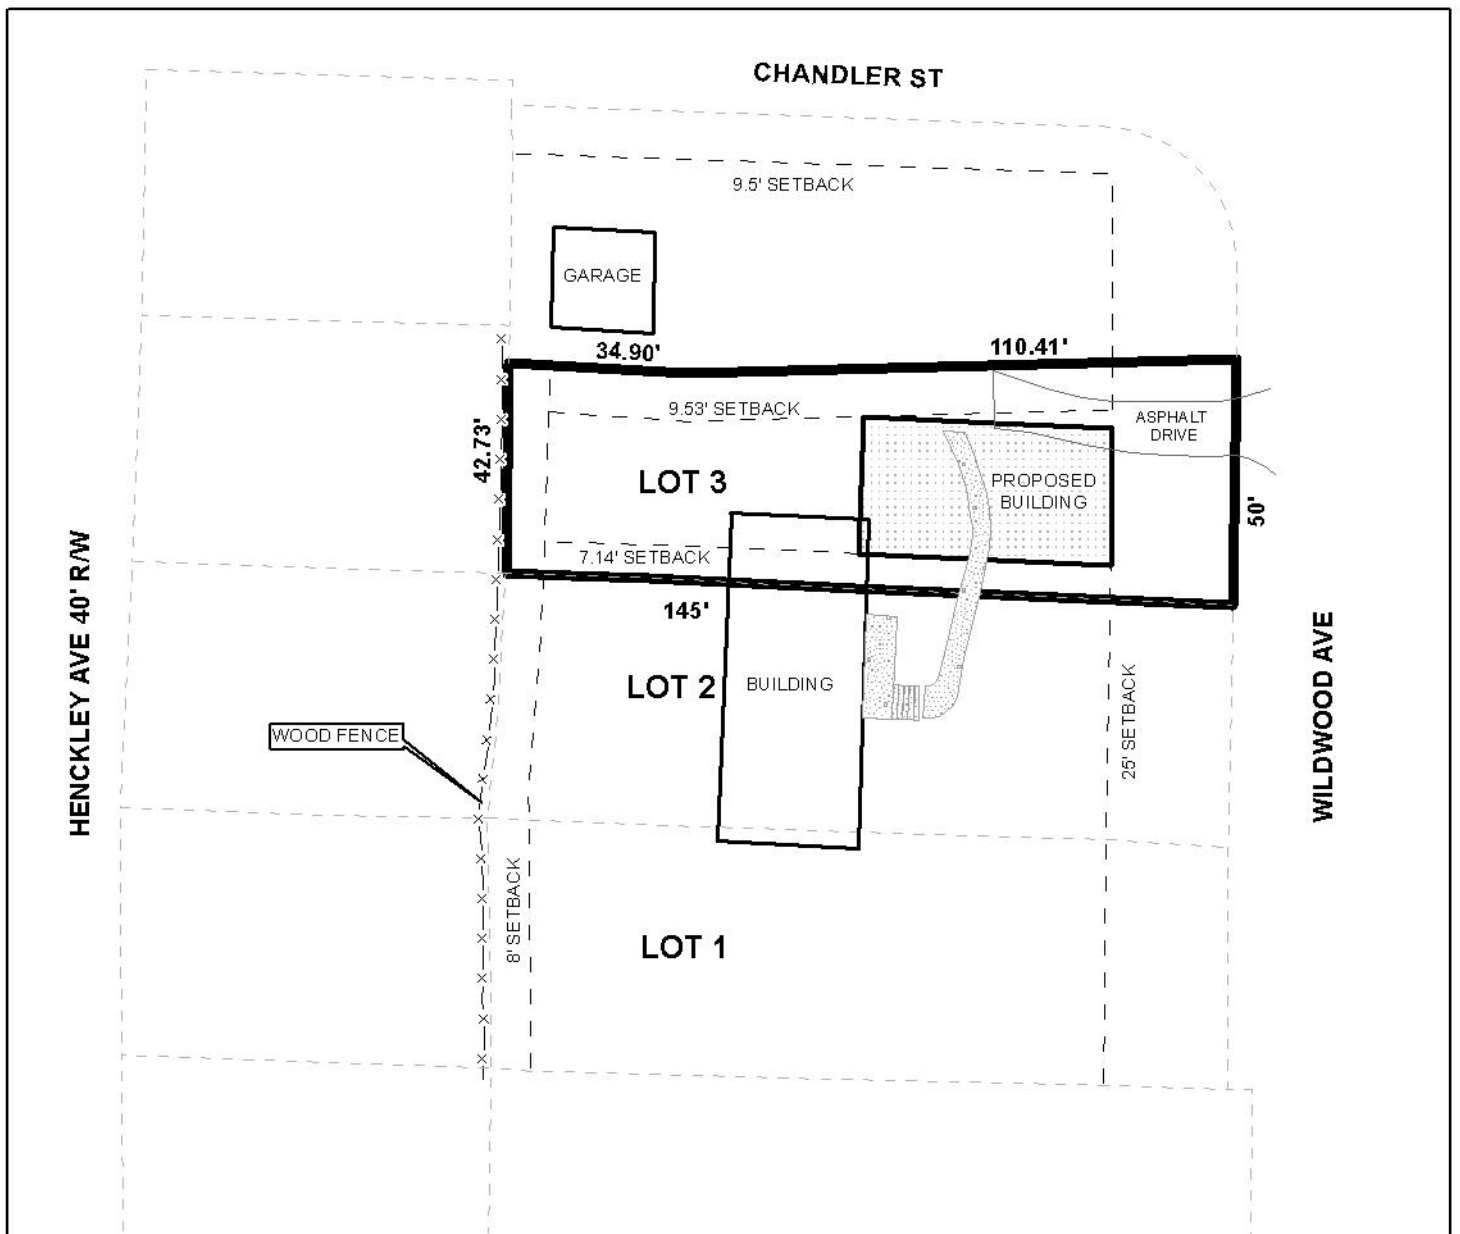 CHANDLER ST
9.5' SETBACK
GARAGE
34.90'
110.41'
9.53' SETBACK
ASPHALT
DRIVE
42.73'
LOT 3
PROPOSED
BUILDING
50'
7.14' SETBACK
145'
HENCKLEY AVE 40' R/W
LOT 2
BUILDING
WILDWOOD AVE
25' SETBACK
WOOD FENCE
8' SETBACK
LOT 1